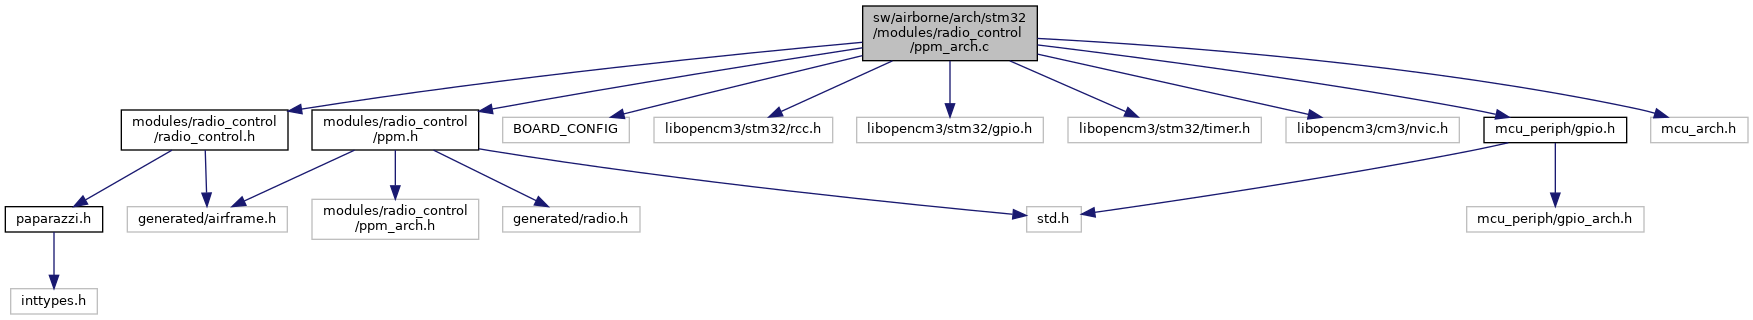 sw/airborne/arch/stm32
/modules/radio_control
/ppm_arch.c
modules/radio_control
/radio_control.h
modules/radio_control
/ppm.h
BOARD_CONFIG
libopencm3/stm32/rcc.h
libopencm3/stm32/gpio.h
libopencm3/stm32/timer.h
libopencm3/cm3/nvic.h
mcu_periph/gpio.h
mcu_arch.h
paparazzi.h
generated/airframe.h
modules/radio_control
/ppm_arch.h
generated/radio.h
std.h
mcu_periph/gpio_arch.h
inttypes.h